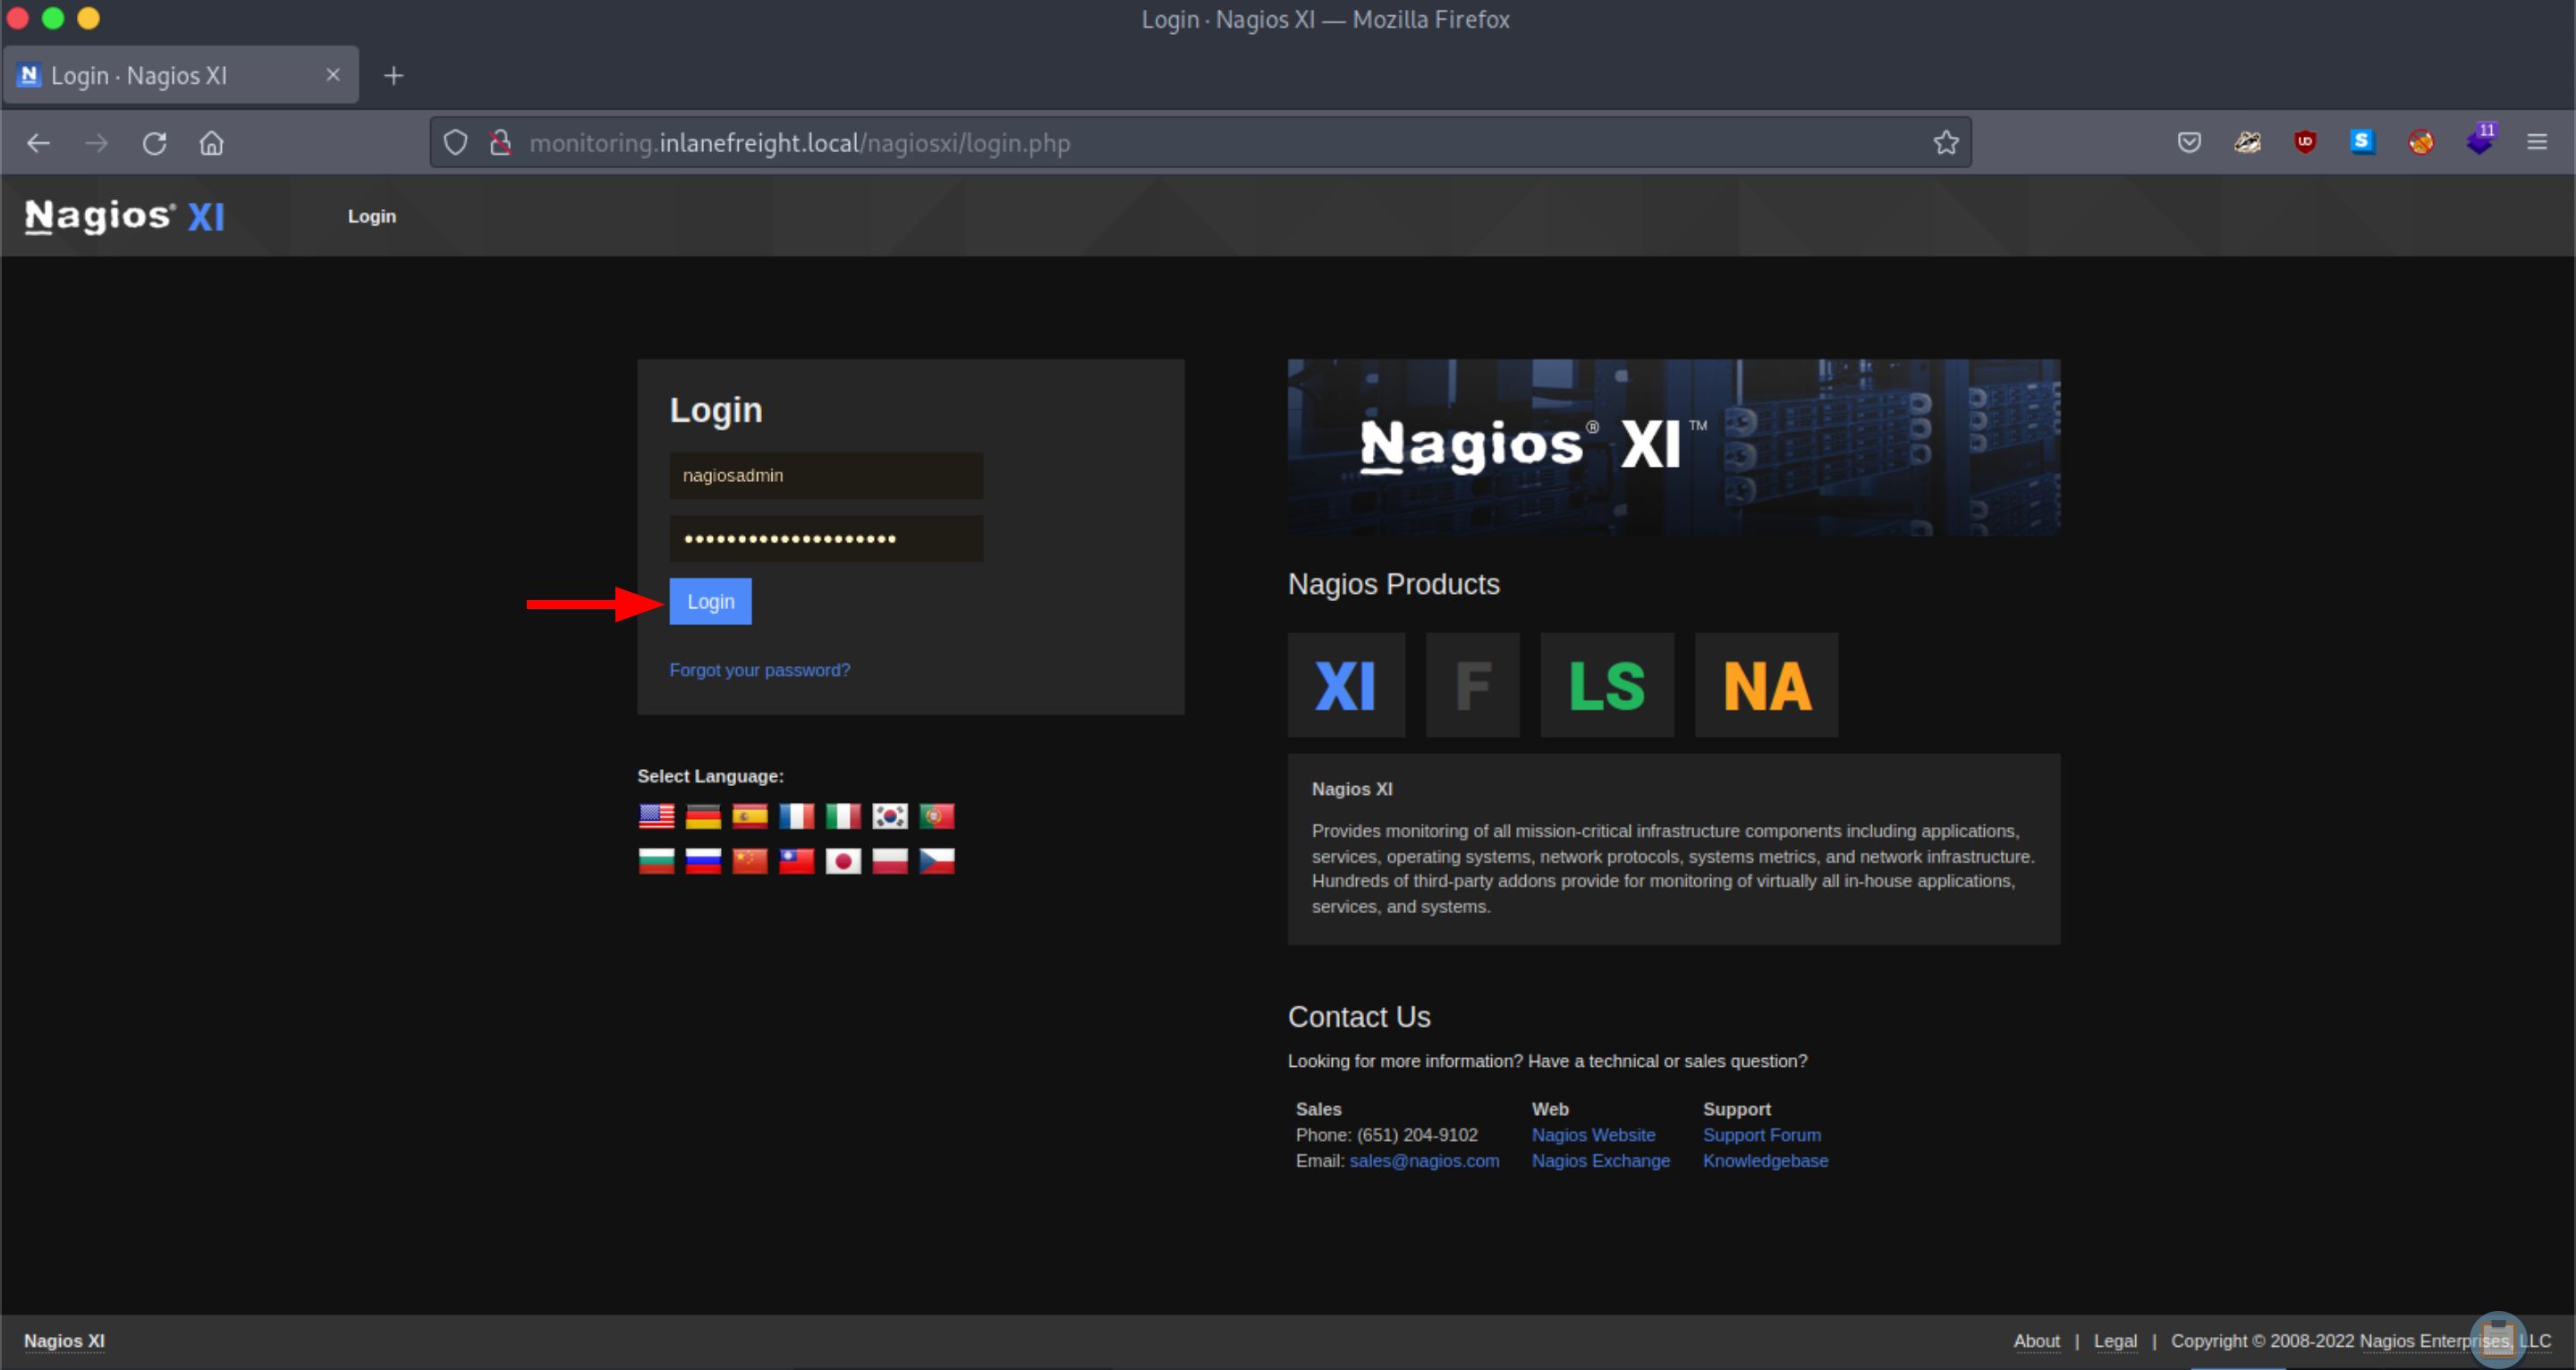 Login · Nagios XI — Mozilla Firefox
N Login · Nagios XI
monitoring.inlanefreight.local/nagiosxi/login.php
UD
S
11
Nagios® XI Login
Login
nagiosadmin
••••••••••••••••••••
Login
Forgot your password?
Select Language:
Nagios® XI™
Nagios Products
XI F LS NA
Nagios XI
Provides monitoring of all mission-critical infrastructure components including applications,
services, operating systems, network protocols, systems metrics, and network infrastructure.
Hundreds of third-party addons provide for monitoring of virtually all in-house applications,
services, and systems.
Contact Us
Looking for more information? Have a technical or sales question?
Sales Web Support
Phone: (651) 204-9102 Nagios Website Support Forum
Email: sales@nagios.com Nagios Exchange Knowledgebase
Nagios XI About | Legal | Copyright © 2008-2022 Nagios Enterprises, LLC